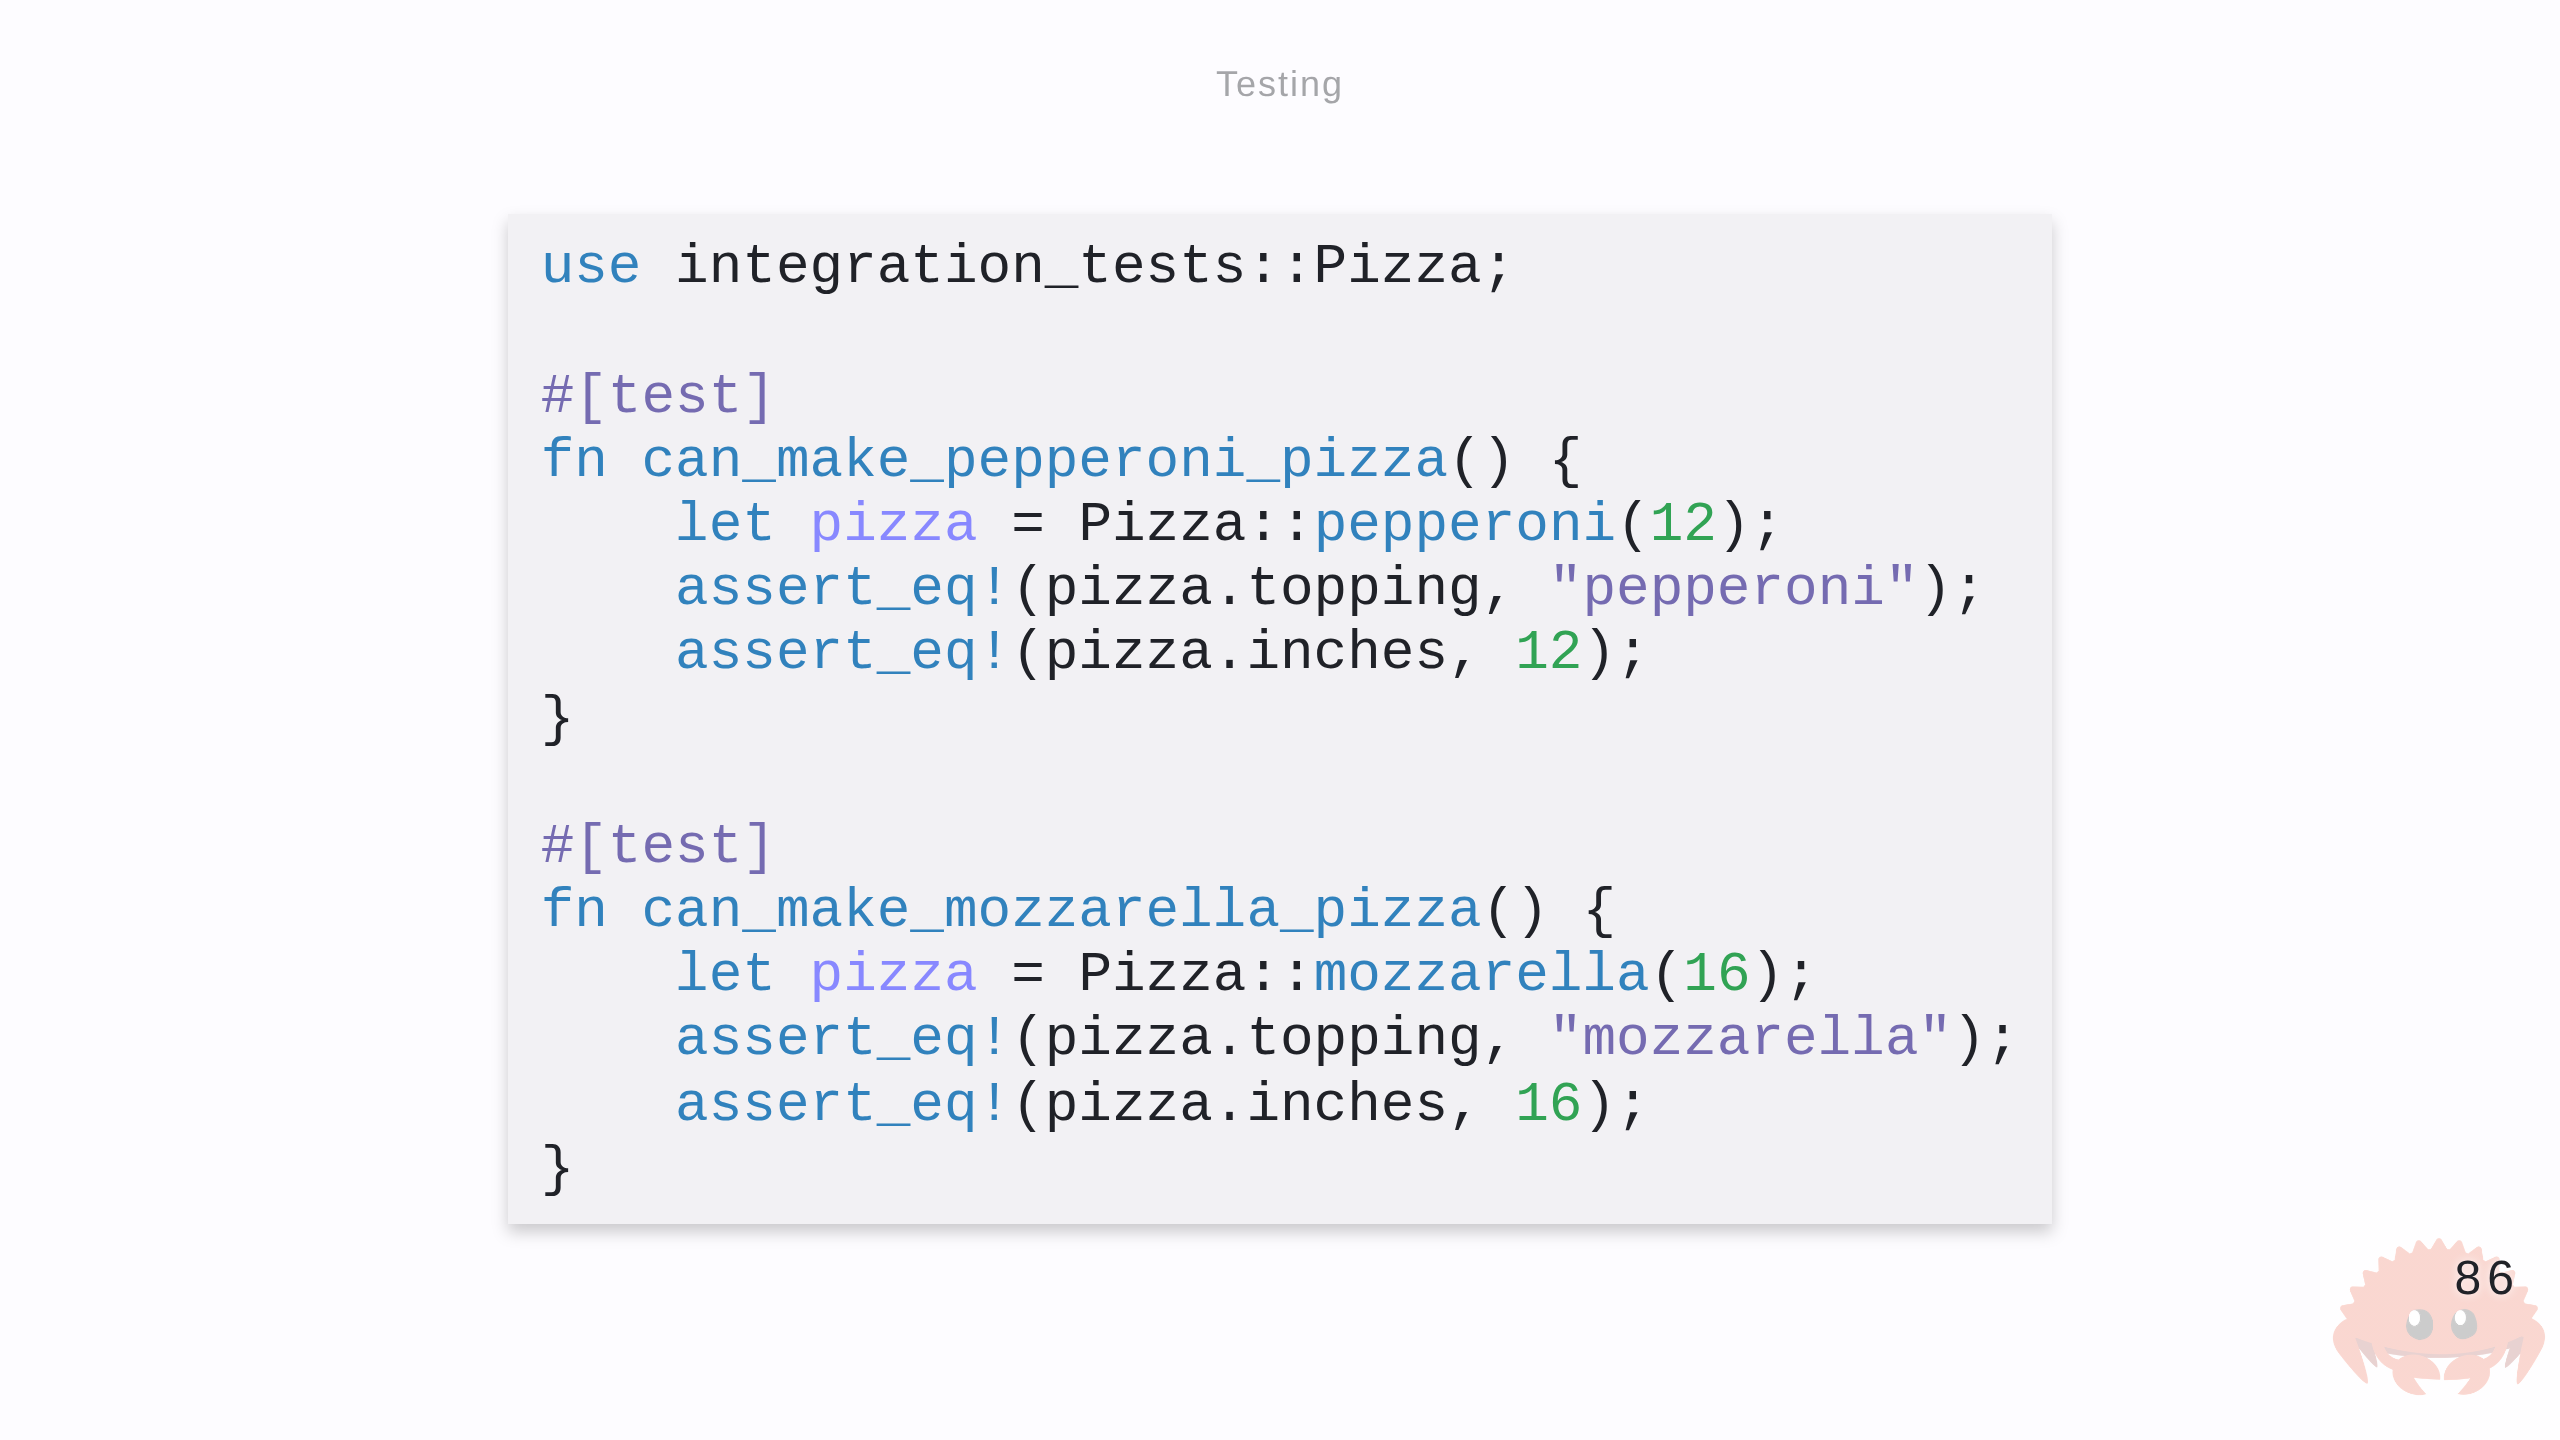 Testing
use integration_tests::Pizza;
#[test]
fn can_make_pepperoni_pizza() {
    let pizza = Pizza::pepperoni(12);
    assert_eq!(pizza.topping, "pepperoni");
    assert_eq!(pizza.inches, 12);
}
#[test]
fn can_make_mozzarella_pizza() {
    let pizza = Pizza::mozzarella(16);
    assert_eq!(pizza.topping, "mozzarella");
    assert_eq!(pizza.inches, 16);
}
86